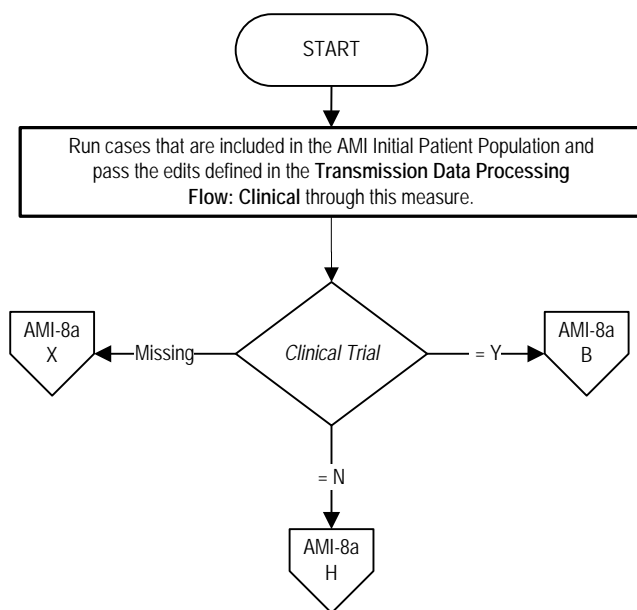 START
Run cases that are included in the AMI Initial Patient Population and
pass the edits defined in the Transmission Data Processing
Flow: Clinical through this measure.
AMI-8a
X
Missing
Clinical Trial
= Y
AMI-8a
B
= N
AMI-8a
H